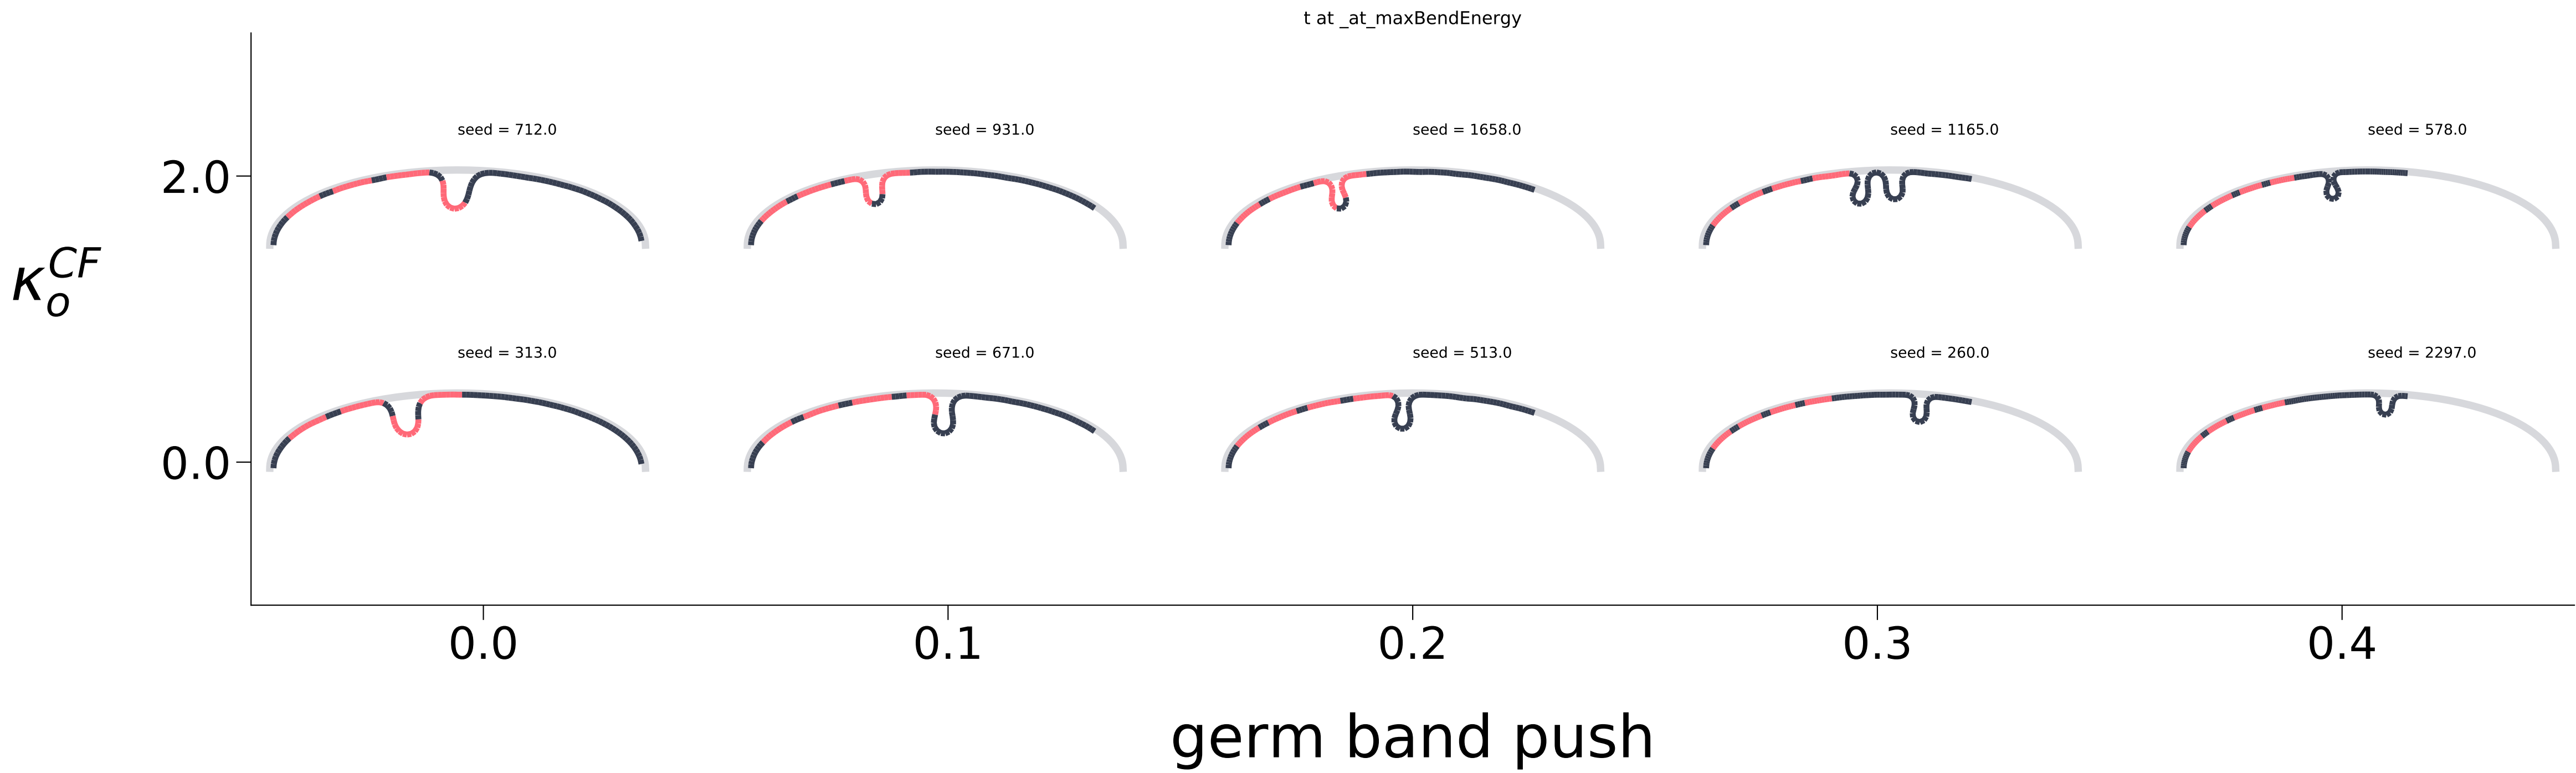 t at _at_maxBendEnergy
seed = 712.0
seed = 931.0
seed = 1658.0
seed = 1165.0
seed = 578.0
2.0
κ_o^{CF}
seed = 313.0
seed = 671.0
seed = 513.0
seed = 260.0
seed = 2297.0
0.0
0.0
0.1
0.2
0.3
0.4
germ band push